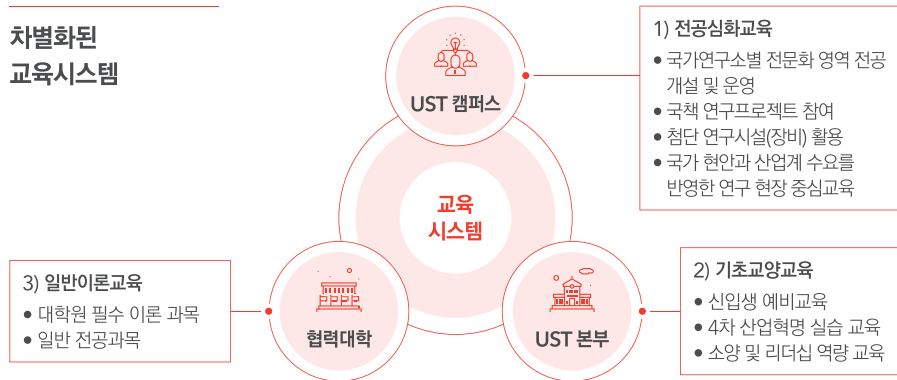 차별화된
교육시스템
UST 캠퍼스
1) 전공심화교육
● 국가연구소별 전문화 영역 전공
개설 및 운영
● 국책 연구프로젝트 참여
● 첨단 연구시설(장비) 활용
● 국가 현안과 산업계 수요를
반영한 연구 현장 중심교육
교육
시스템
3) 일반이론교육
● 대학원 필수 이론 과목
● 일반 전공과목
협력대학
UST 본부
2) 기초교양교육
● 신입생 예비교육
● 4차 산업혁명 실습 교육
● 소양 및 리더십 역량 교육